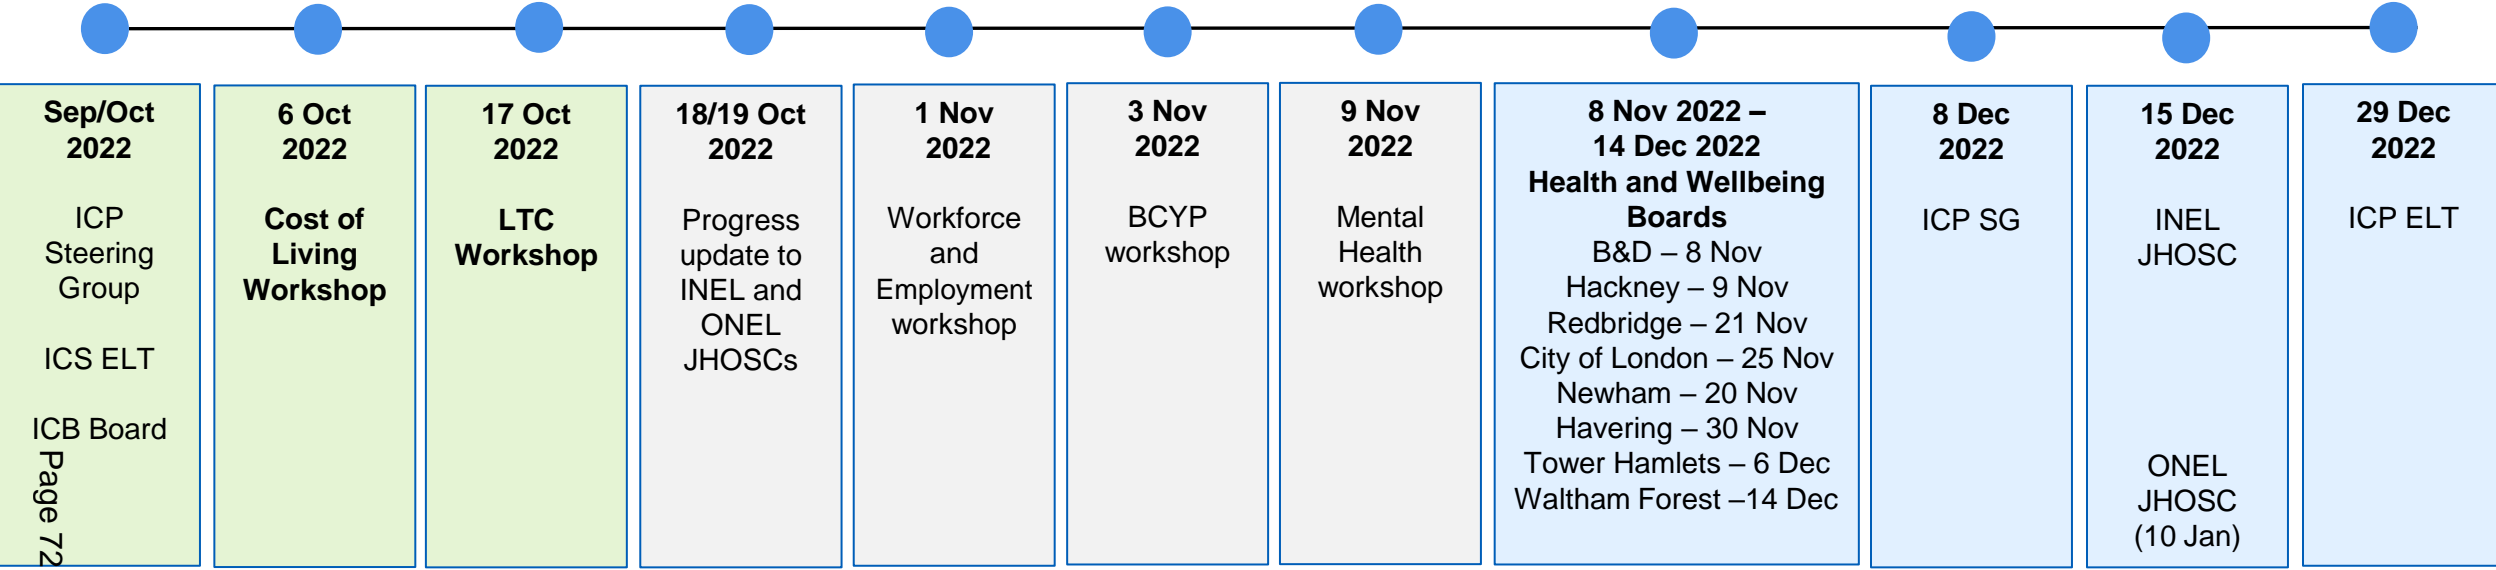 Sep/Oct
2022
ICP
Steering
Group
ICS ELT
ICB Board
Page 72
6 Oct
2022
Cost of
Living
Workshop
17 Oct
2022
LTC
Workshop
18/19 Oct
2022
Progress
update to
INEL and
ONEL
JHOSCs
1 Nov
2022
Workforce
and
Employment
workshop
3 Nov
2022
BCYP
workshop
9 Nov
2022
Mental
Health
workshop
8 Nov 2022 –
14 Dec 2022
Health and Wellbeing
Boards
B&D – 8 Nov
Hackney – 9 Nov
Redbridge – 21 Nov
City of London – 25 Nov
Newham – 20 Nov
Havering – 30 Nov
Tower Hamlets – 6 Dec
Waltham Forest –14 Dec
8 Dec
2022
ICP SG
15 Dec
2022
INEL
JHOSC
ONEL
JHOSC
(10 Jan)
29 Dec
2022
ICP ELT